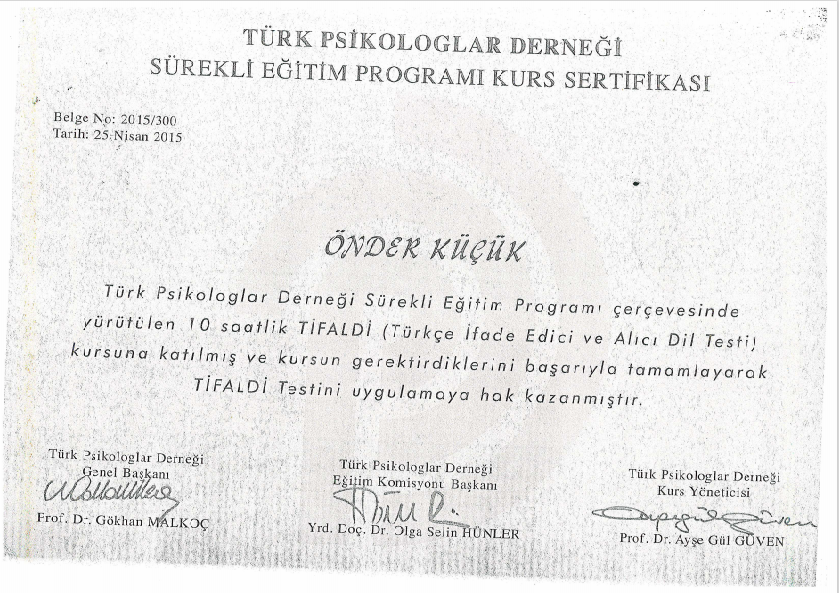 TÜRK PSİKOLOGLAR DERNEĞİ
SÜREKLİ EĞİTİM PROGRAMI KURS SERTİFİKASI
Belge No: 2015/300
Tarih: 25 Nisan 2015
ÖNDER KÜÇÜK
Türk Psikologlar Derneği Sürekli Eğitim Programı çerçevesinde
yürütülen 10 saatlik TİFALDİ (Türkçe İfade Edici ve Alıcı Dil Testi)
kursuna katılmış ve kursun gerektirdiklerini başarıyla tamamlayarak
TİFALDİ Testini uygulamaya hak kazanmıştır.
Türk Psikologlar Derneği
Genel Başkanı
Prof. Dr. Gökhan MALKOÇ
Türk Psikologlar Derneği
Eğitim Komisyonu Başkanı
Yrd. Doç. Dr. Olga Selin HÜNLER
Türk Psikologlar Derneği
Kurs Yöneticisi
Ayşegül Güven
Prof. Dr. Ayşe Gül GÜVEN